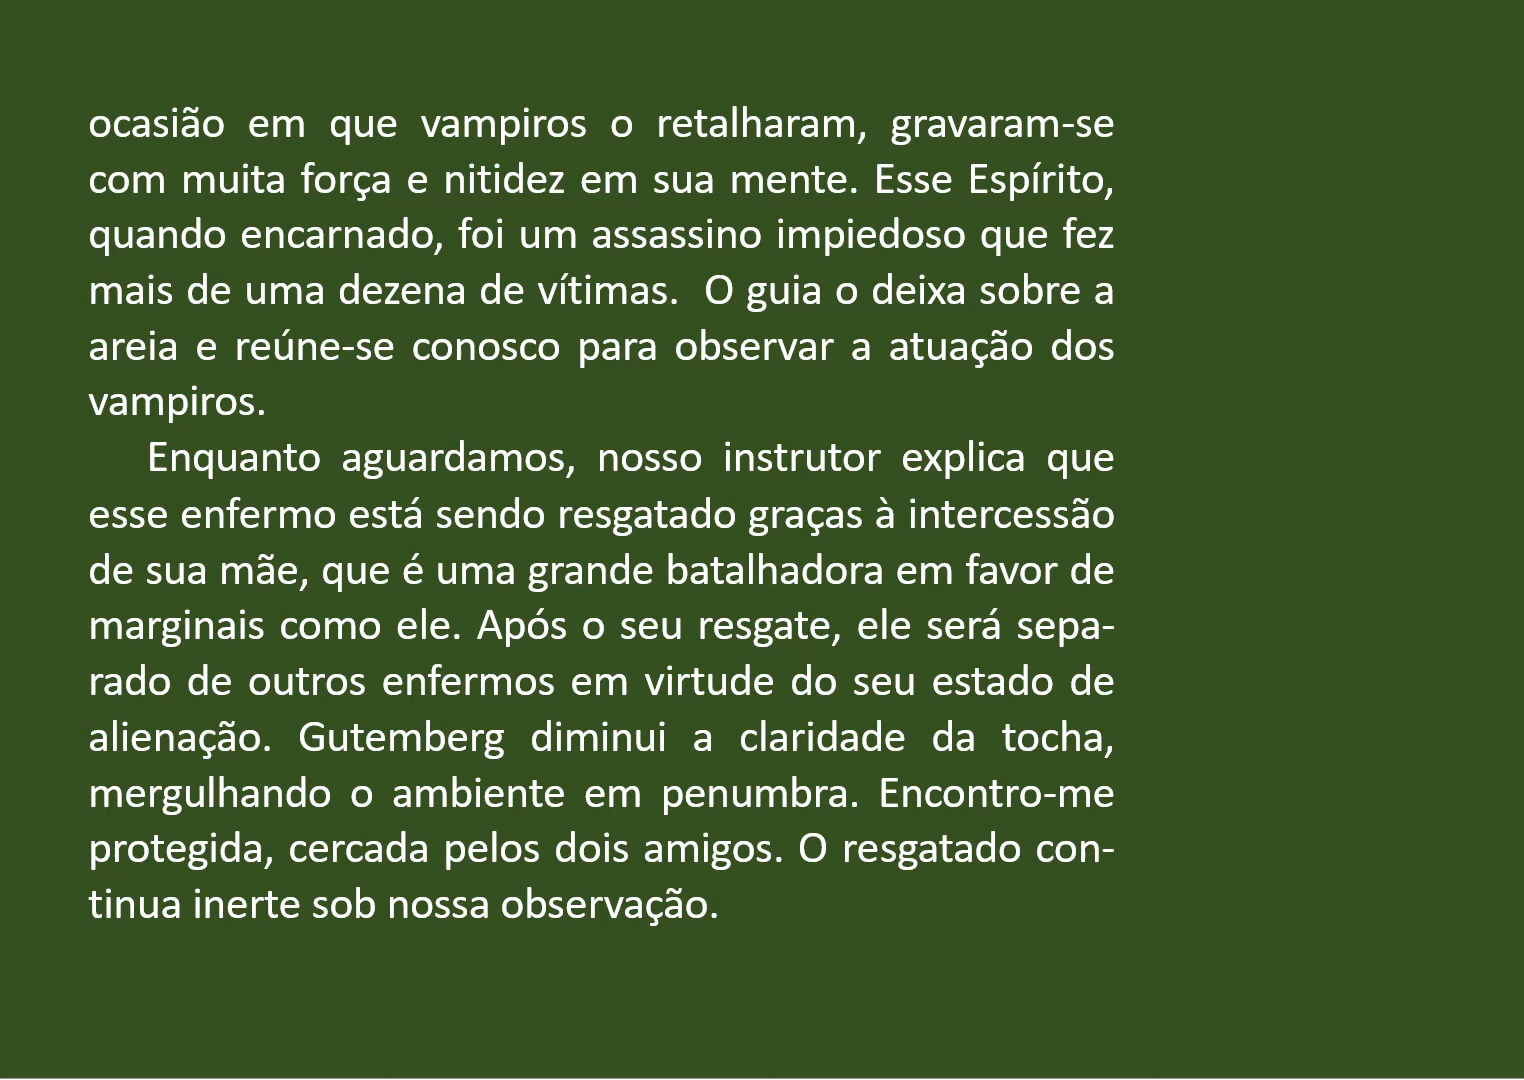 ocasião em que vampiros o retalharam, gravaram-se
com muita força e nitidez em sua mente. Esse Espírito,
quando encarnado, foi um assassino impiedoso que fez
mais de uma dezena de vítimas.  O guia o deixa sobre a
areia e reúne-se conosco para observar a atuação dos
vampiros.
Enquanto aguardamos, nosso instrutor explica que
esse enfermo está sendo resgatado graças à intercessão
de sua mãe, que é uma grande batalhadora em favor de
marginais como ele. Após o seu resgate, ele será sepa-
rado de outros enfermos em virtude do seu estado de
alienação. Gutemberg diminui a claridade da tocha,
mergulhando o ambiente em penumbra. Encontro-me
protegida, cercada pelos dois amigos. O resgatado con-
tinua inerte sob nossa observação.